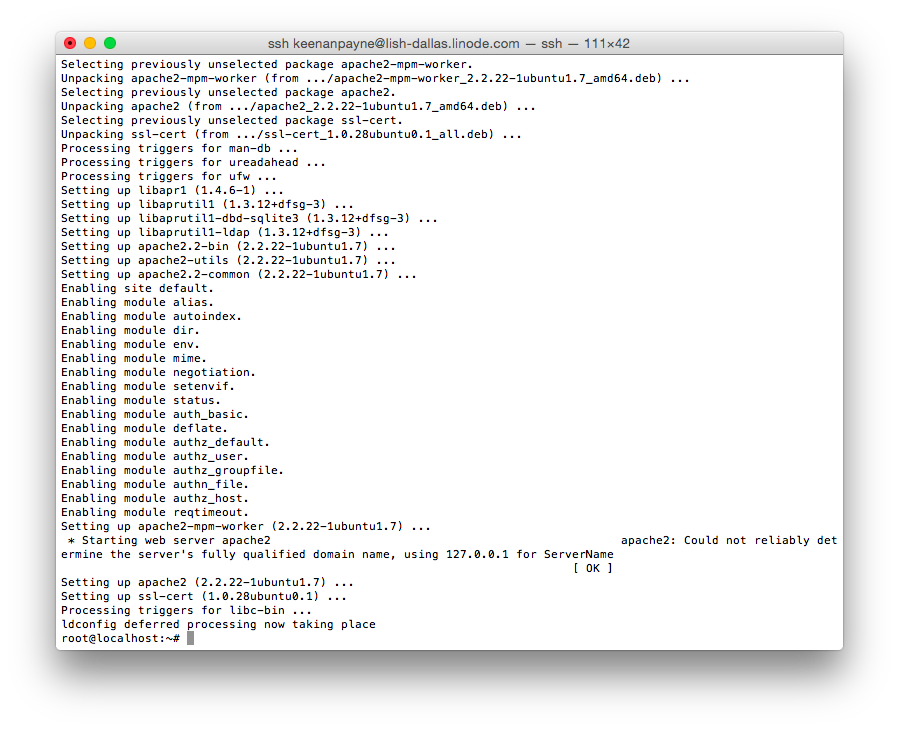 ssh keenanpayne@lish-dallas.linode.com — ssh — 111×42
Selecting previously unselected package apache2-mpm-worker.
Unpacking apache2-mpm-worker (from .../apache2-mpm-worker_2.2.22-1ubuntu1.7_amd64.deb) ...
Selecting previously unselected package apache2.
Unpacking apache2 (from .../apache2_2.2.22-1ubuntu1.7_amd64.deb) ...
Selecting previously unselected package ssl-cert.
Unpacking ssl-cert (from .../ssl-cert_1.0.28ubuntu0.1_all.deb) ...
Processing triggers for man-db ...
Processing triggers for ureadahead ...
Processing triggers for ufw ...
Setting up libapr1 (1.4.6-1) ...
Setting up libaprutil1 (1.3.12+dfsg-3) ...
Setting up libaprutil1-dbd-sqlite3 (1.3.12+dfsg-3) ...
Setting up libaprutil1-ldap (1.3.12+dfsg-3) ...
Setting up apache2.2-bin (2.2.22-1ubuntu1.7) ...
Setting up apache2-utils (2.2.22-1ubuntu1.7) ...
Setting up apache2.2-common (2.2.22-1ubuntu1.7) ...
Enabling site default.
Enabling module alias.
Enabling module autoindex.
Enabling module dir.
Enabling module env.
Enabling module mime.
Enabling module negotiation.
Enabling module setenvif.
Enabling module status.
Enabling module auth_basic.
Enabling module deflate.
Enabling module authz_default.
Enabling module authz_user.
Enabling module authz_groupfile.
Enabling module authn_file.
Enabling module authz_host.
Enabling module reqtimeout.
Setting up apache2-mpm-worker (2.2.22-1ubuntu1.7) ...
 * Starting web server apache2                                                  apache2: Could not reliably det
ermine the server's fully qualified domain name, using 127.0.0.1 for ServerName
                                                                         [ OK ]
Setting up apache2 (2.2.22-1ubuntu1.7) ...
Setting up ssl-cert (1.0.28ubuntu0.1) ...
Processing triggers for libc-bin ...
ldconfig deferred processing now taking place
root@localhost:~#